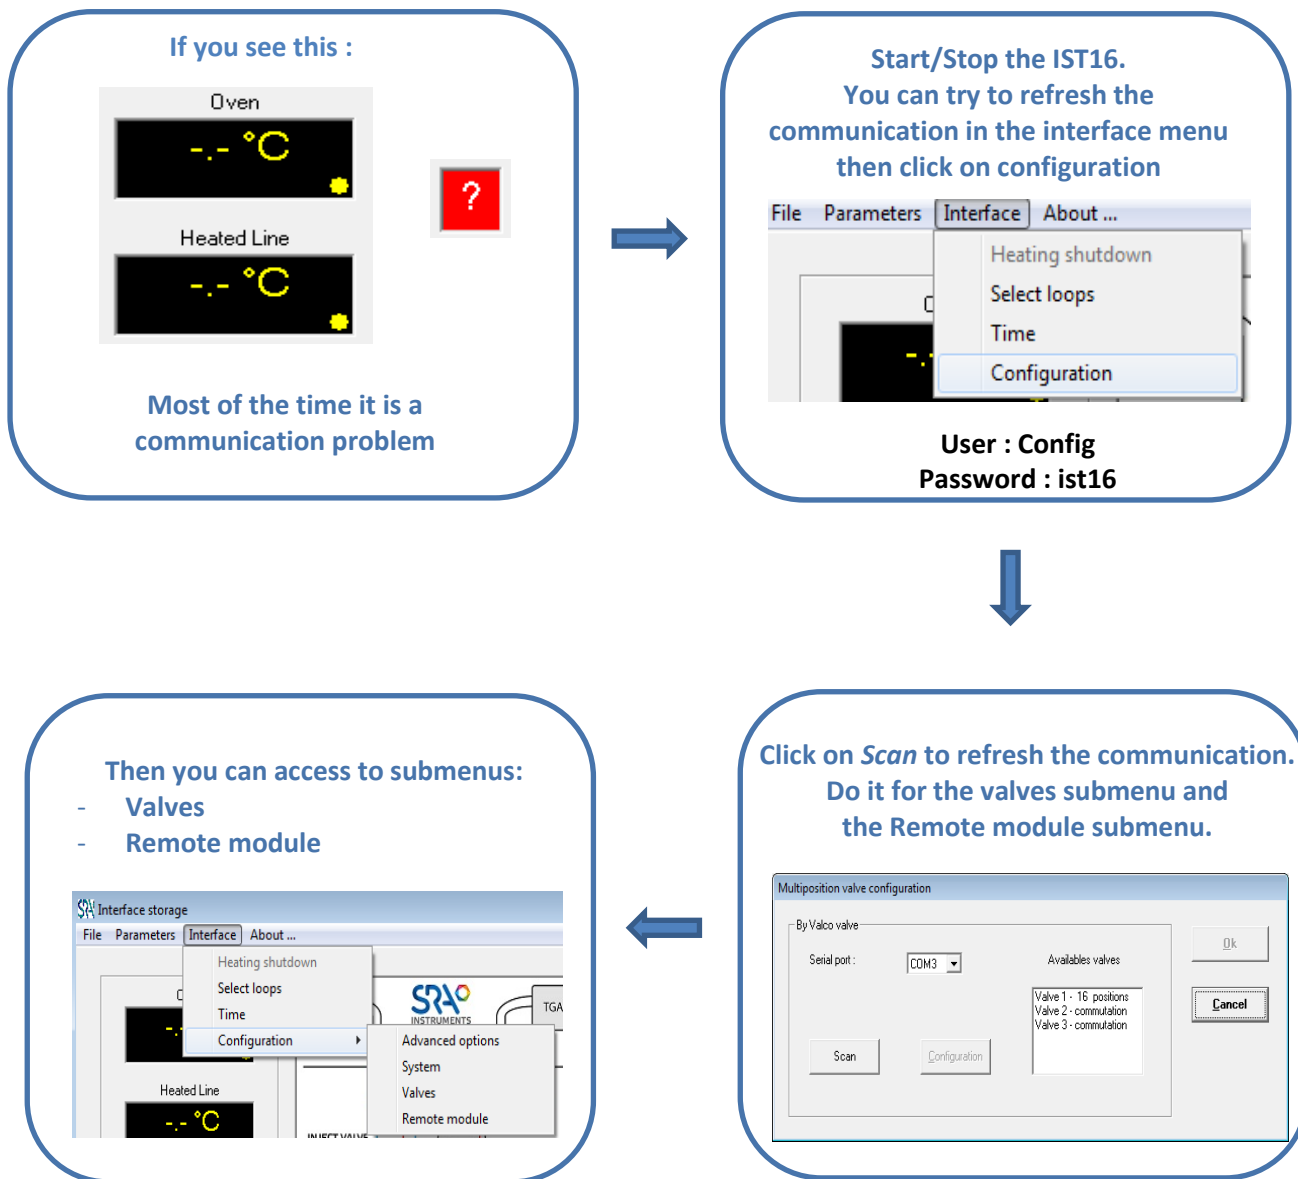 If you see this :
Oven
-.- °C
?
Heated Line
-.- °C
Most of the time it is a
communication problem
Start/Stop the IST16.
You can try to refresh the
communication in the interface menu
then click on configuration
File Parameters Interface About ...
Heating shutdown
Select loops
Time
Configuration
User : Config
Password : ist16
Click on Scan to refresh the communication.
Do it for the valves submenu and
the Remote module submenu.
Multiposition valve configuration
By Valco valve
Serial port :
COM3
Availables valves
Valve 1 - 16 positions
Valve 2 - commutation
Valve 3 - commutation
Scan
Configuration
Ok
Cancel
Then you can access to submenus:
- Valves
- Remote module
SRA Interface storage
File Parameters Interface About ...
Heating shutdown
Select loops
Time
Configuration
Advanced options
System
Valves
Remote module
SRA
INSTRUMENTS
TGA
Heated Line
-.- °C